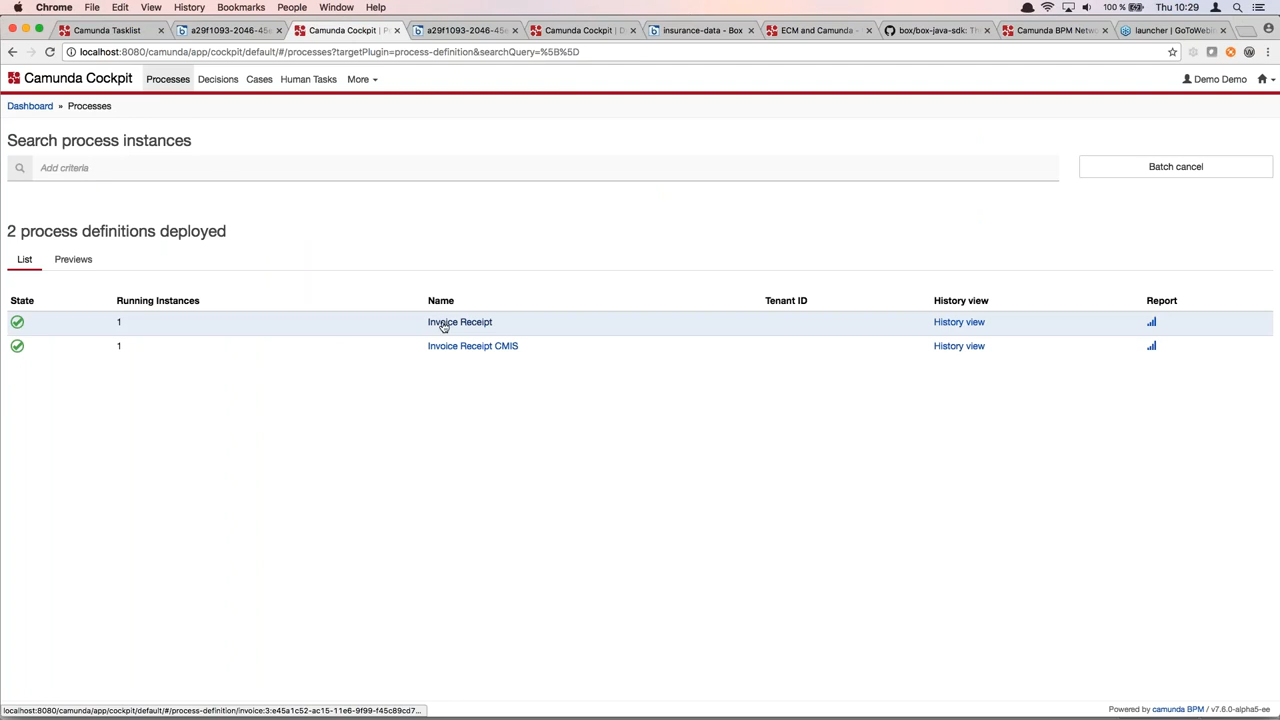 Chrome File Edit View History Bookmarks People Window Help 100 % Thu 10:29
Camunda Tasklist a29f1093-2046-45e Camunda Cockpit | P a29f1093-2046-45e Camunda Cockpit | D insurance-data - Box ECM and Camunda - box/box-java-sdk: Th Camunda BPM Netwo launcher | GoToWebin
localhost:8080/camunda/app/cockpit/default/#/processes?targetPlugin=process-definition&searchQuery=%5B%5D
Camunda Cockpit Processes Decisions Cases Human Tasks More Demo Demo
Dashboard » Processes
Search process instances
Add criteria Batch cancel
2 process definitions deployed
List Previews
State Running Instances Name Tenant ID History view Report
1 Invoice Receipt History view
1 Invoice Receipt CMIS History view
localhost:8080/camunda/app/cockpit/default/#/process-definition/invoice:3:e45a1c52-ac15-11e6-9f99-f45c89cd7... Powered by camunda BPM / v7.6.0-alpha5-ee